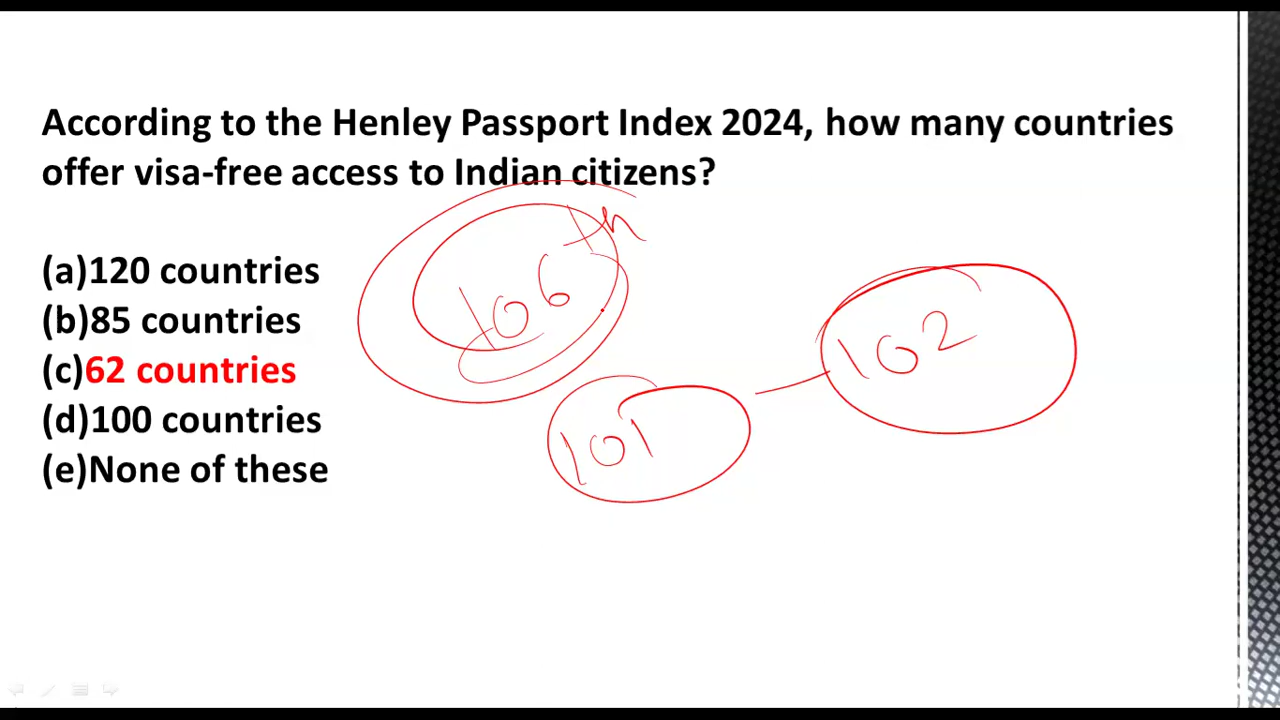 According to the Henley Passport Index 2024, how many countries
offer visa-free access to Indian citizens?
106th
(a)120 countries
(b)85 countries
102
(c)62 countries
(d)100 countries
101
(e)None of these